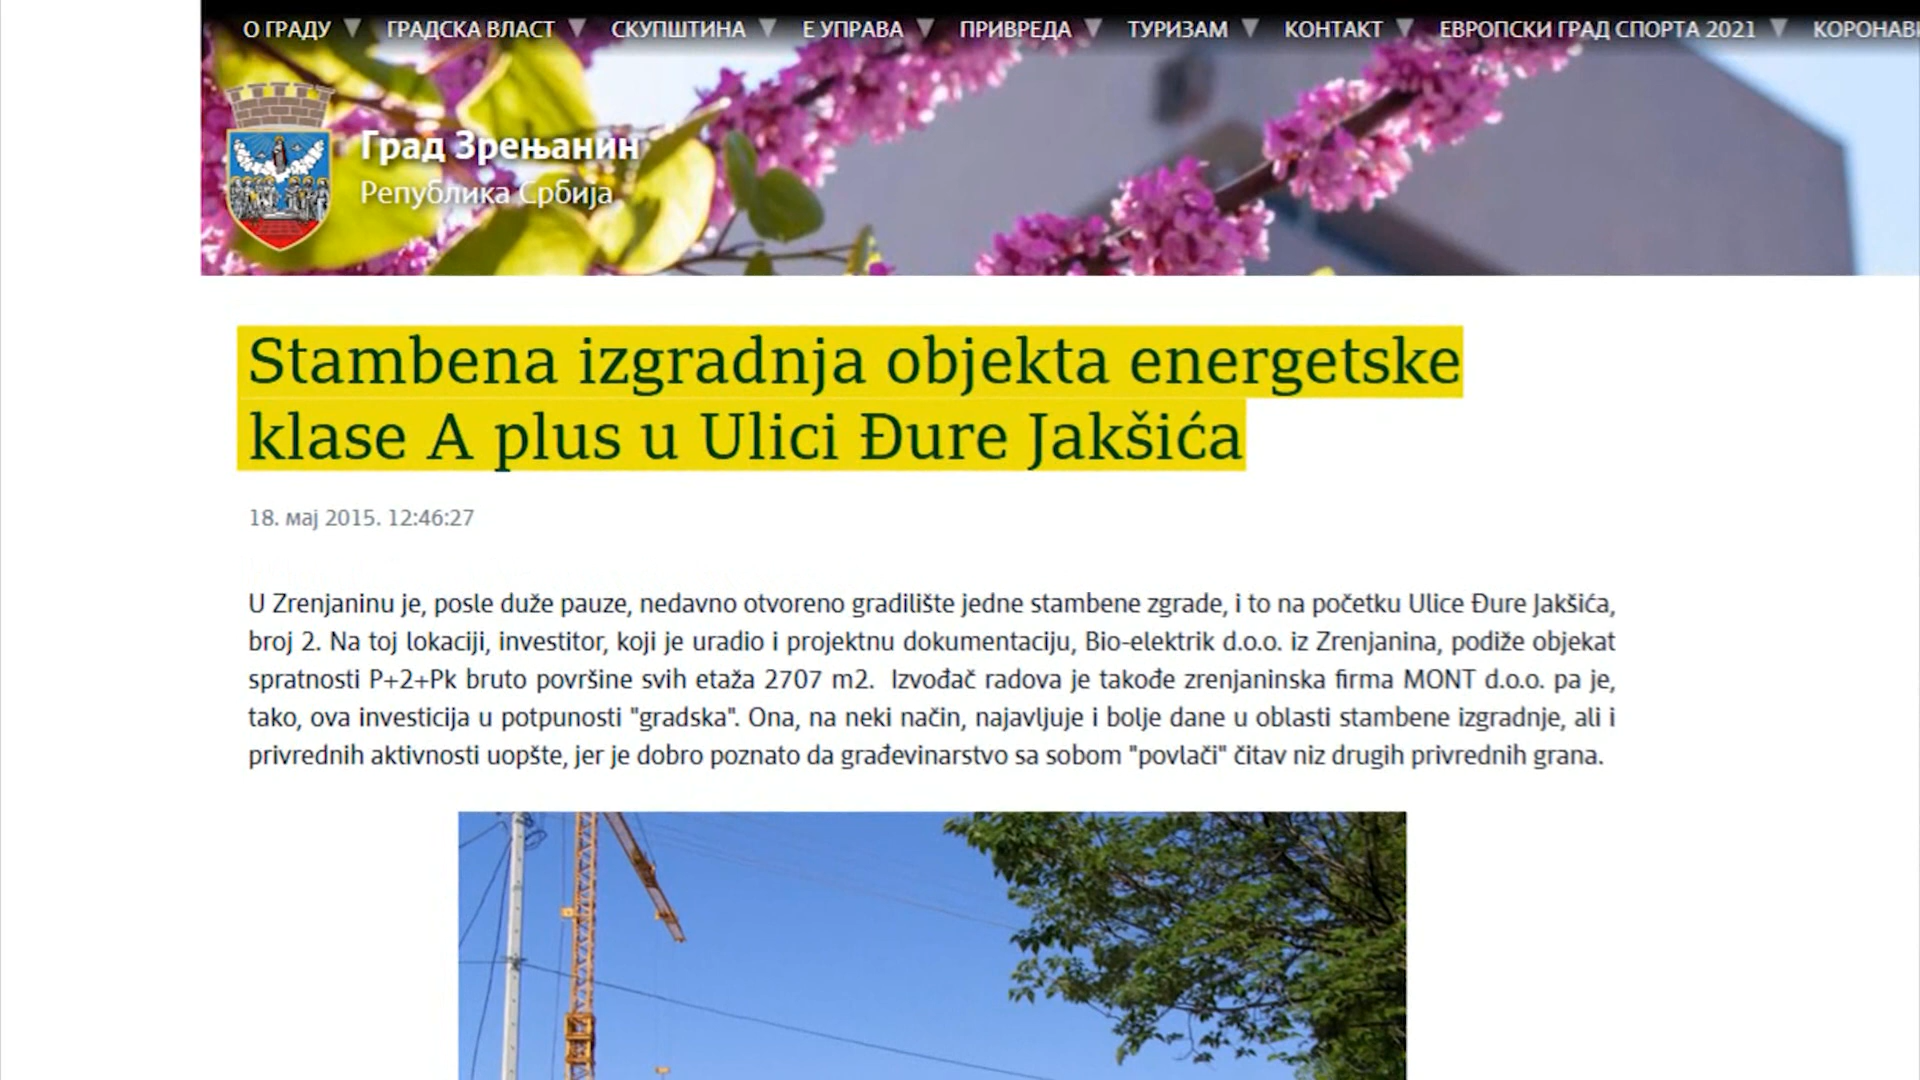 О ГРАДУ ГРАДСКА ВЛАСТ СКУПШТИНА Е УПРАВА ПРИВРЕДА ТУРИЗАМ КОНТАКТ ЕВРОПСКИ ГРАД СПОРТА 2021
Град Зрењанин
Република Србија
Stambena izgradnja objekta energetske
klase A plus u Ulici Đure Jakšića
18. мај 2015. 12:46:27
U Zrenjaninu je, posle duže pauze, nedavno otvoreno gradilište jedne stambene zgrade, i to na početku Ulice Đure Jakšića,
broj 2. Na toj lokaciji, investitor, koji je uradio i projektnu dokumentaciju, Bio-elektrik d.o.o. iz Zrenjanina, podiže objekat
spratnosti P+2+Pk bruto površine svih etaža 2707 m2. Izvođač radova je takođe zrenjaninska firma MONT d.o.o. pa je,
tako, ova investicija u potpunosti "gradska". Ona, na neki način, najavljuje i bolje dane u oblasti stambene izgradnje, ali i
privrednih aktivnosti uopšte, jer je dobro poznato da građevinarstvo sa sobom "povlači" čitav niz drugih privrednih grana.